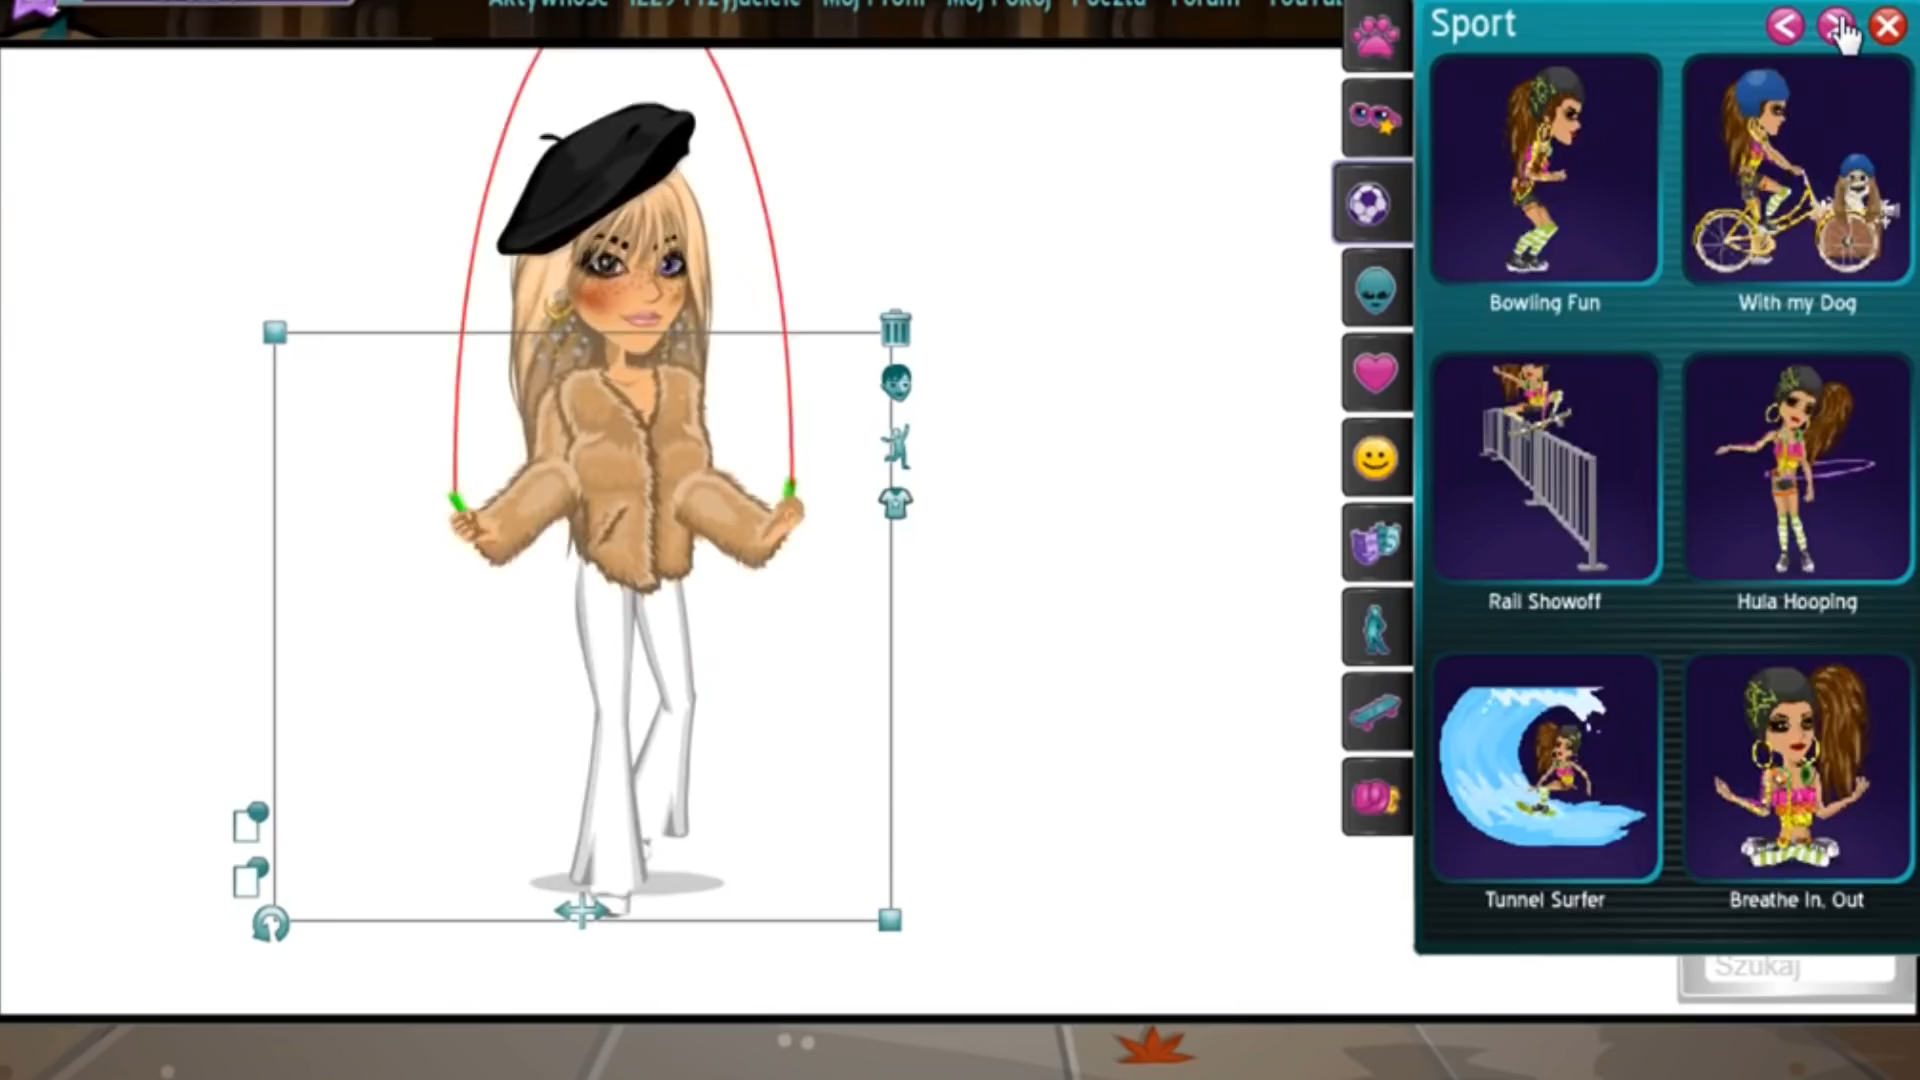 Sport
Bowling Fun
With my Dog
Rail Showoff
Hula Hooping
Tunnel Surfer
Breathe In, Out
Szukaj